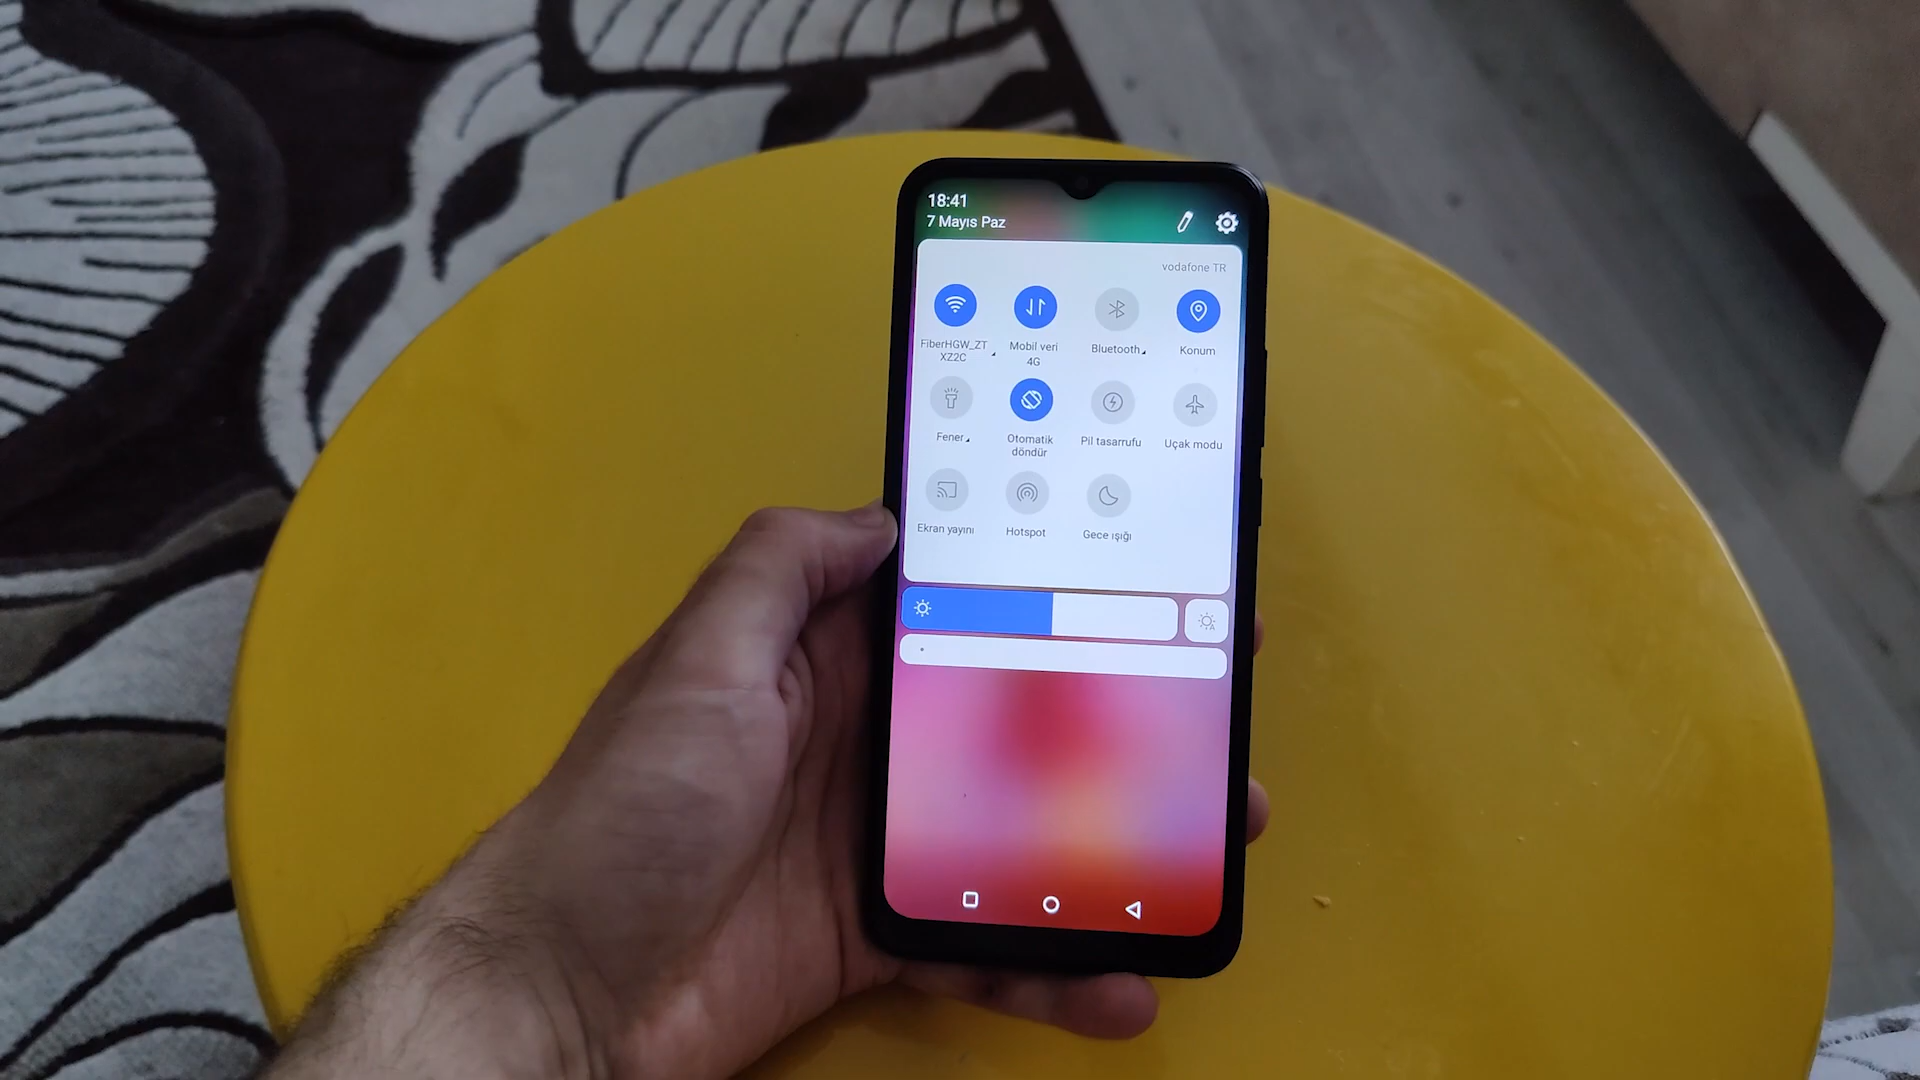 18:41
7 Mayıs Paz
vodafone TR
FiberHGW_ZT
XZ2C
Mobil veri
4G
Bluetooth
Konum
Fener
Otomatik
döndür
Pil tasarrufu
Uçak modu
Ekran yayını
Hotspot
Gece ışığı